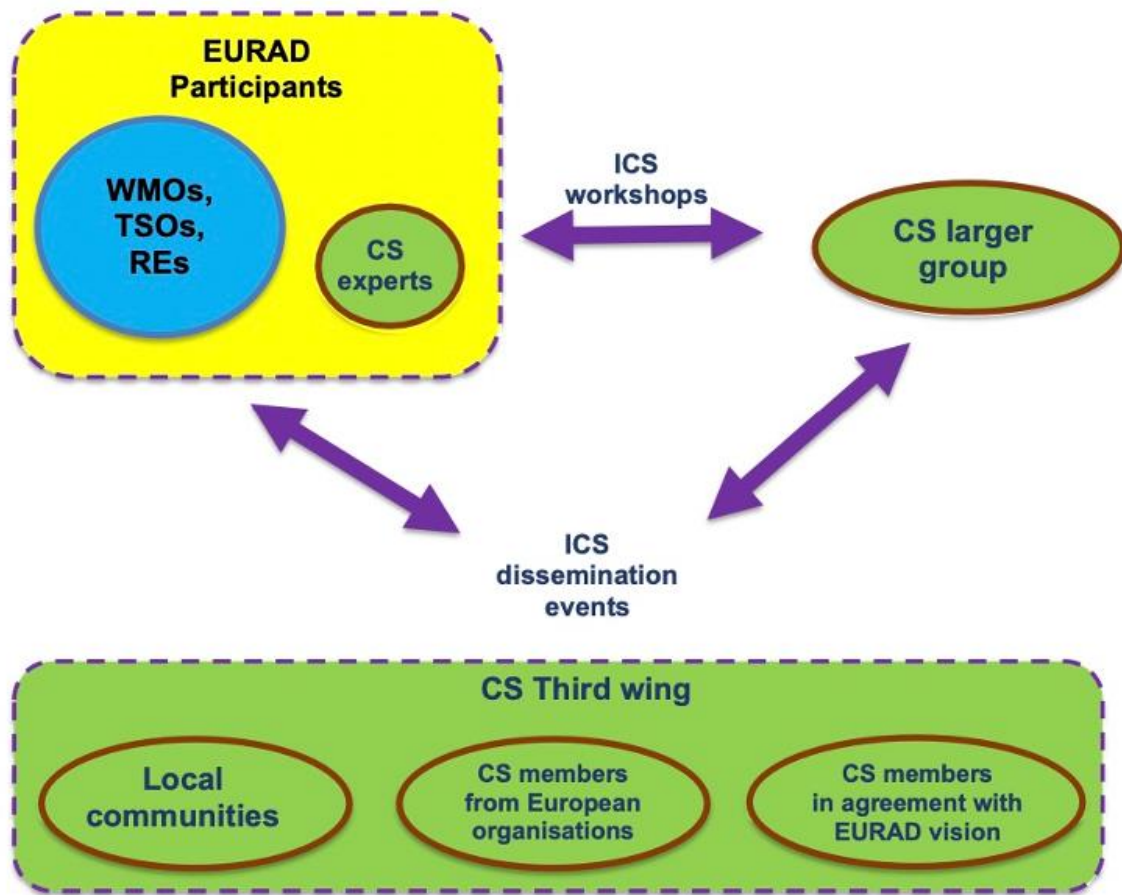 EURAD
Participants
WMOs,
TSOs,
REs
CS
experts
ICS
workshops
CS larger
group
ICS
dissemination
events
CS Third wing
Local
communities
CS members
from European
organisations
CS members
in agreement with
EURAD vision